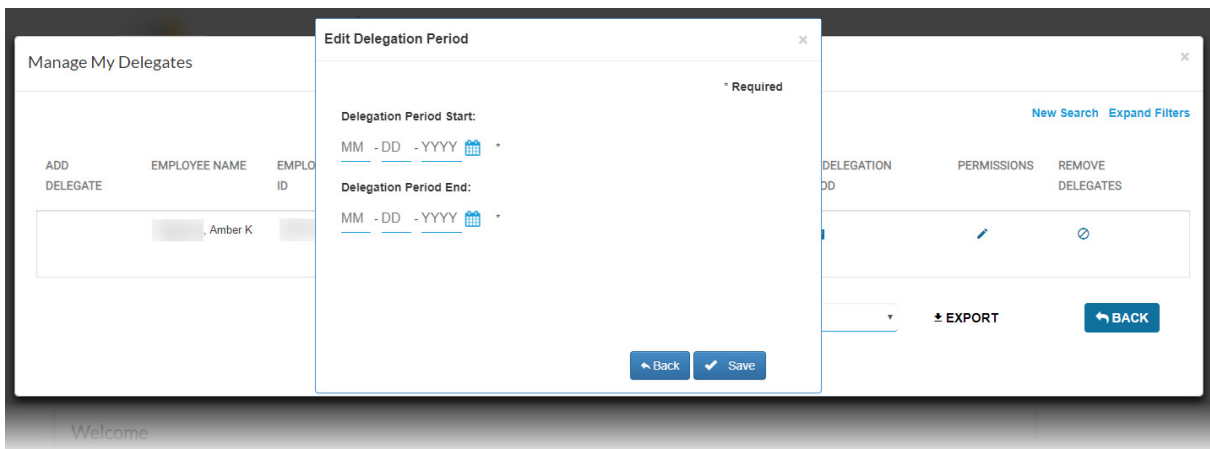 Edit Delegation Period ×
Manage My Delegates ×
* Required
New Search Expand Filters
Delegation Period Start:
MM - DD - YYYY *
ADD DELEGATE
EMPLOYEE NAME
ID
DELEGATION
PERMISSIONS
REMOVE DELEGATES
Delegation Period End:
MM - DD - YYYY *
, Amber K
EXPORT
BACK
Back
Save
Welcome